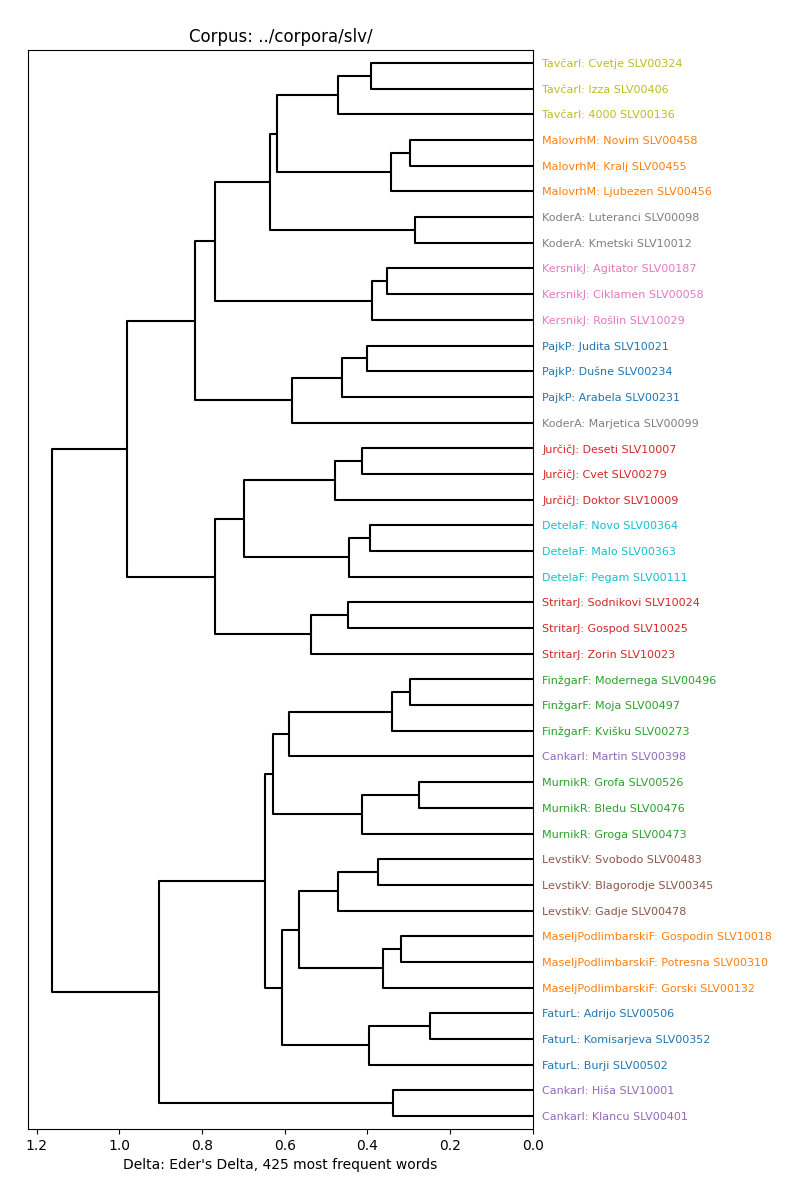 Corpus: ../corpora/slv/
TavčarI: Cvetje SLV00324
TavčarI: Izza SLV00406
TavčarI: 4000 SLV00136
MalovrhM: Novim SLV00458
MalovrhM: Kralj SLV00455
MalovrhM: Ljubezen SLV00456
KoderA: Luteranci SLV00098
KoderA: Kmetski SLV10012
KersnikJ: Agitator SLV00187
KersnikJ: Ciklamen SLV00058
KersnikJ: Rošlin SLV10029
PajkP: Judita SLV10021
PajkP: Dušne SLV00234
PajkP: Arabela SLV00231
KoderA: Marjetica SLV00099
JurčičJ: Deseti SLV10007
JurčičJ: Cvet SLV00279
JurčičJ: Doktor SLV10009
DetelaF: Novo SLV00364
DetelaF: Malo SLV00363
DetelaF: Pegam SLV00111
StritarJ: Sodnikovi SLV10024
StritarJ: Gospod SLV10025
StritarJ: Zorin SLV10023
FinžgarF: Modernega SLV00496
FinžgarF: Moja SLV00497
FinžgarF: Kvišku SLV00273
CankarI: Martin SLV00398
MurnikR: Grofa SLV00526
MurnikR: Bledu SLV00476
MurnikR: Groga SLV00473
LevstikV: Svobodo SLV00483
LevstikV: Blagorodje SLV00345
LevstikV: Gadje SLV00478
MaseljPodlimbarskiF: Gospodin SLV10018
MaseljPodlimbarskiF: Potresna SLV00310
MaseljPodlimbarskiF: Gorski SLV00132
FaturL: Adrijo SLV00506
FaturL: Komisarjeva SLV00352
FaturL: Burji SLV00502
CankarI: Hiša SLV10001
CankarI: Klancu SLV00401
1.2 1.0 0.8 0.6 0.4 0.2 0.0
Delta: Eder's Delta, 425 most frequent words